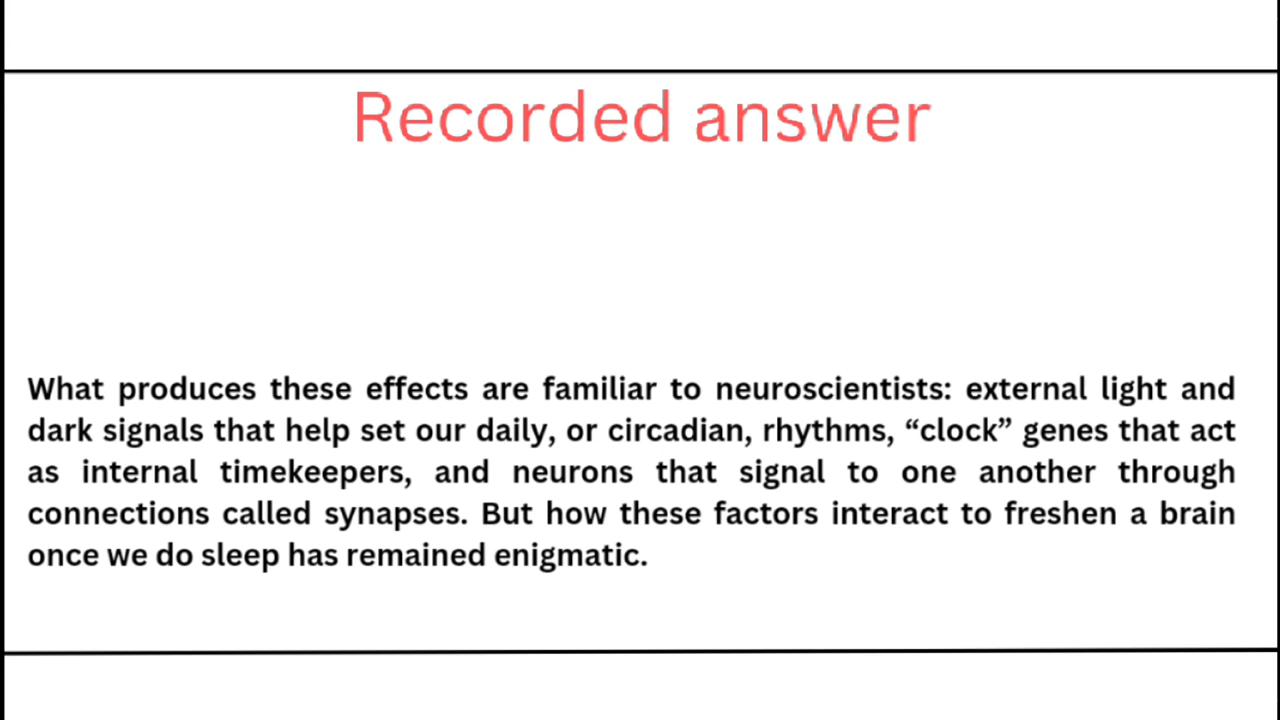 Recorded answer
What produces these effects are familiar to neuroscientists: external light and
dark signals that help set our daily, or circadian, rhythms, “clock” genes that act
as internal timekeepers, and neurons that signal to one another through
connections called synapses. But how these factors interact to freshen a brain
once we do sleep has remained enigmatic.